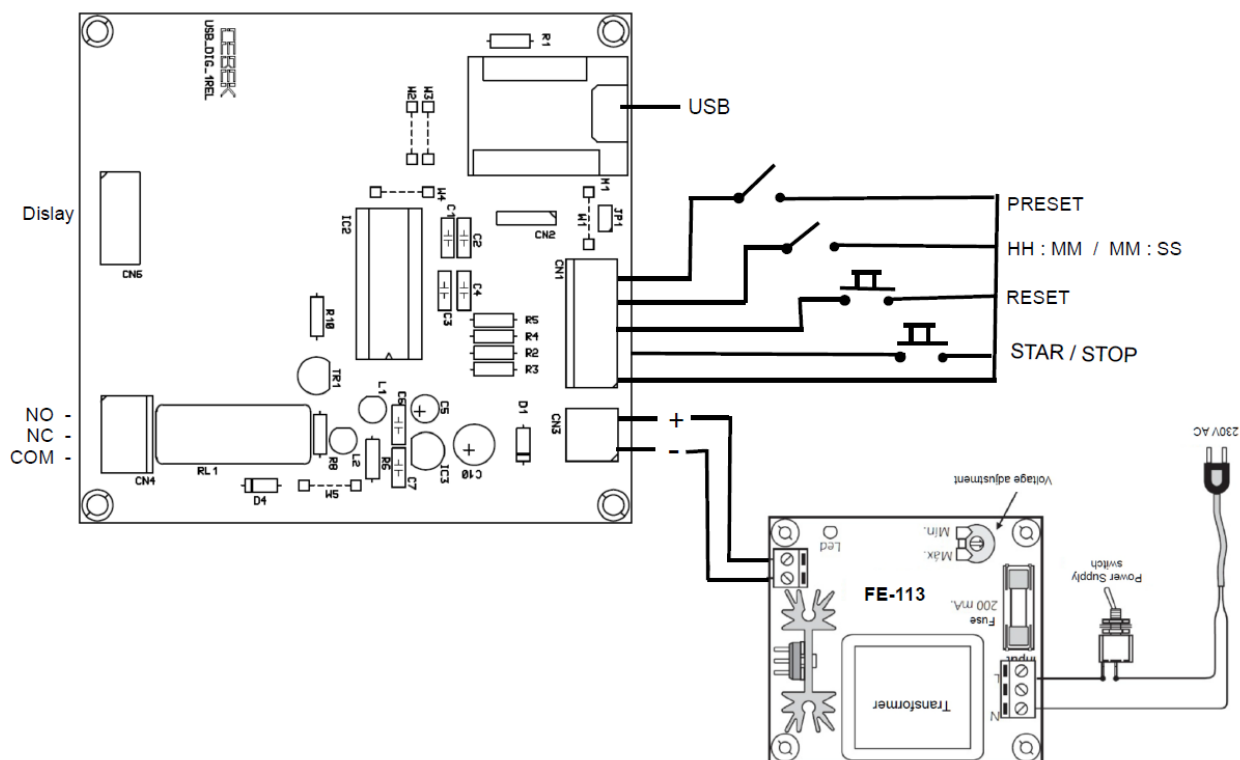 CEBEK
USB_DIG_1REL
R1
USB
W2
W3
W4
W1
JP1
W1
C1
C2
CN2
IC2
Dislay
CN6
CN1
PRESET
HH : MM / MM : SS
RESET
STAR / STOP
C3
C4
R5
R4
R2
R3
R10
TR1
L1
C6
C5
D1
CN3
+
-
NO -
NC -
COM -
CN4
RL1
R8
L2
R6
C7
IC3
C10
D4
W5
230V AC
Voltage adjustment
Led
Mín.
Máx.
FE-113
Fuse
200 mA.
Power Supply
switch
Input
L
N
Transformer